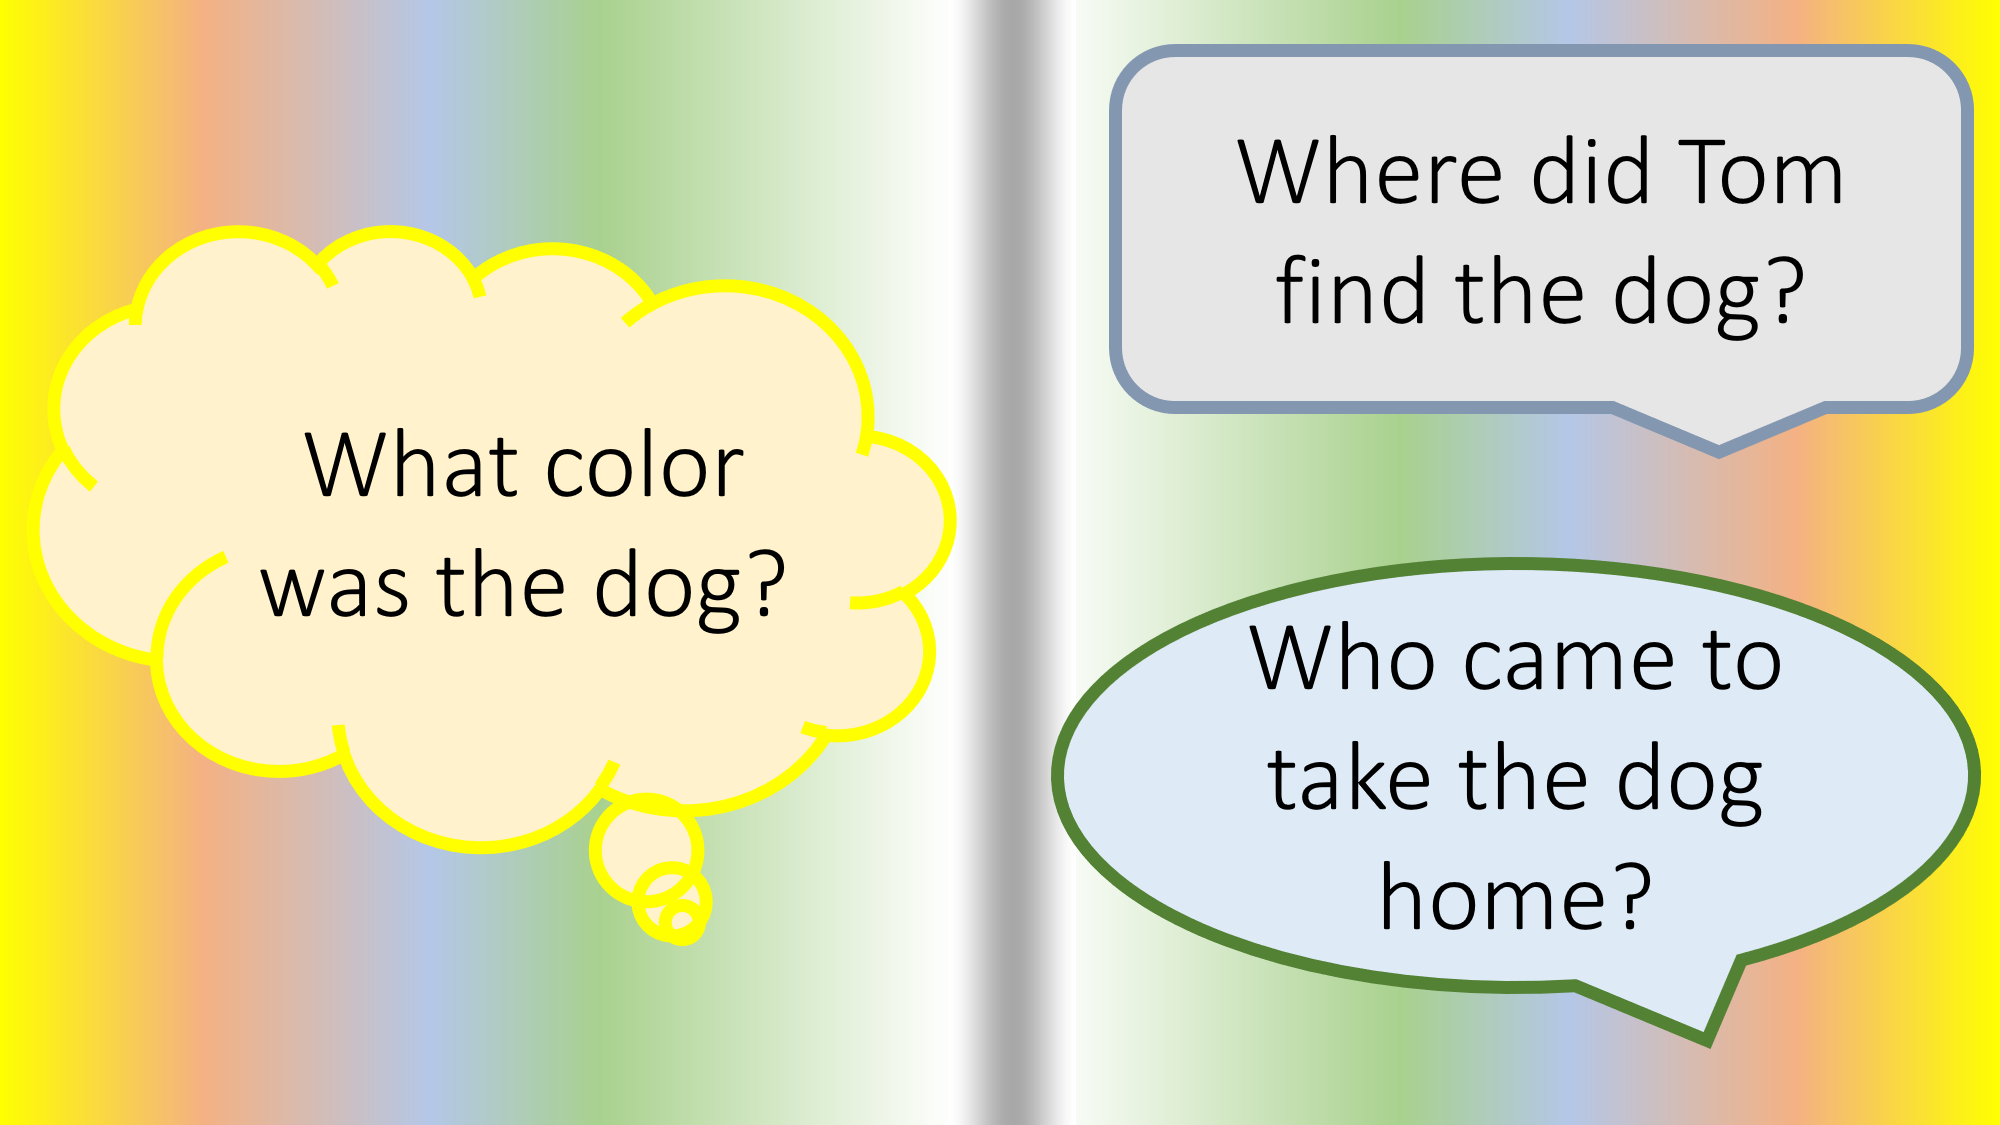 What color
was the dog?
Where did Tom
find the dog?
Who came to
take the dog
home?